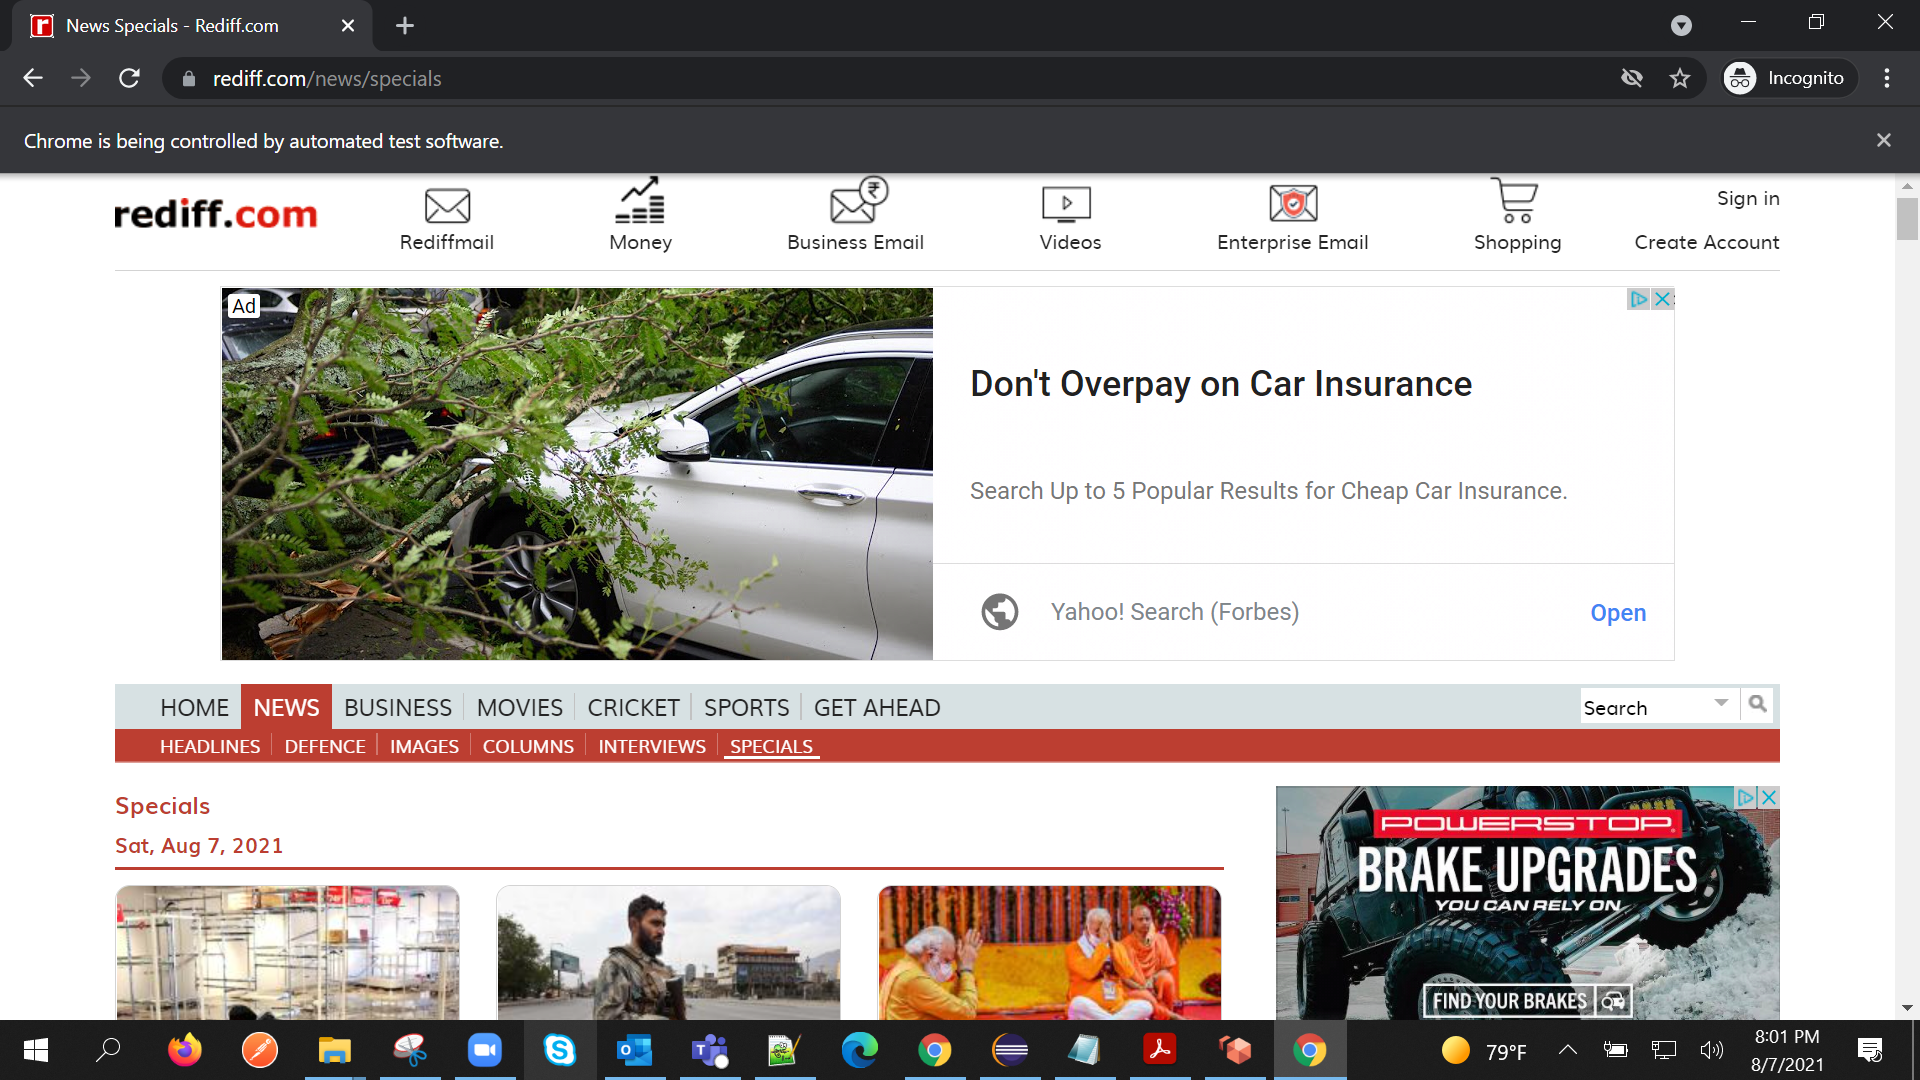 News Specials - Rediff.com
rediff.com/news/specials
Incognito
Chrome is being controlled by automated test software.
rediff.com
Rediffmail
Money
Business Email
Videos
Enterprise Email
Shopping
Sign in
Create Account
Ad
Don't Overpay on Car Insurance
Search Up to 5 Popular Results for Cheap Car Insurance.
Yahoo! Search (Forbes)
Open
HOME NEWS BUSINESS MOVIES CRICKET SPORTS GET AHEAD
Search
HEADLINES DEFENCE IMAGES COLUMNS INTERVIEWS SPECIALS
Specials
Sat, Aug 7, 2021
POWERSTOP
BRAKE UPGRADES
YOU CAN RELY ON
FIND YOUR BRAKES
79°F
8:01 PM
8/7/2021